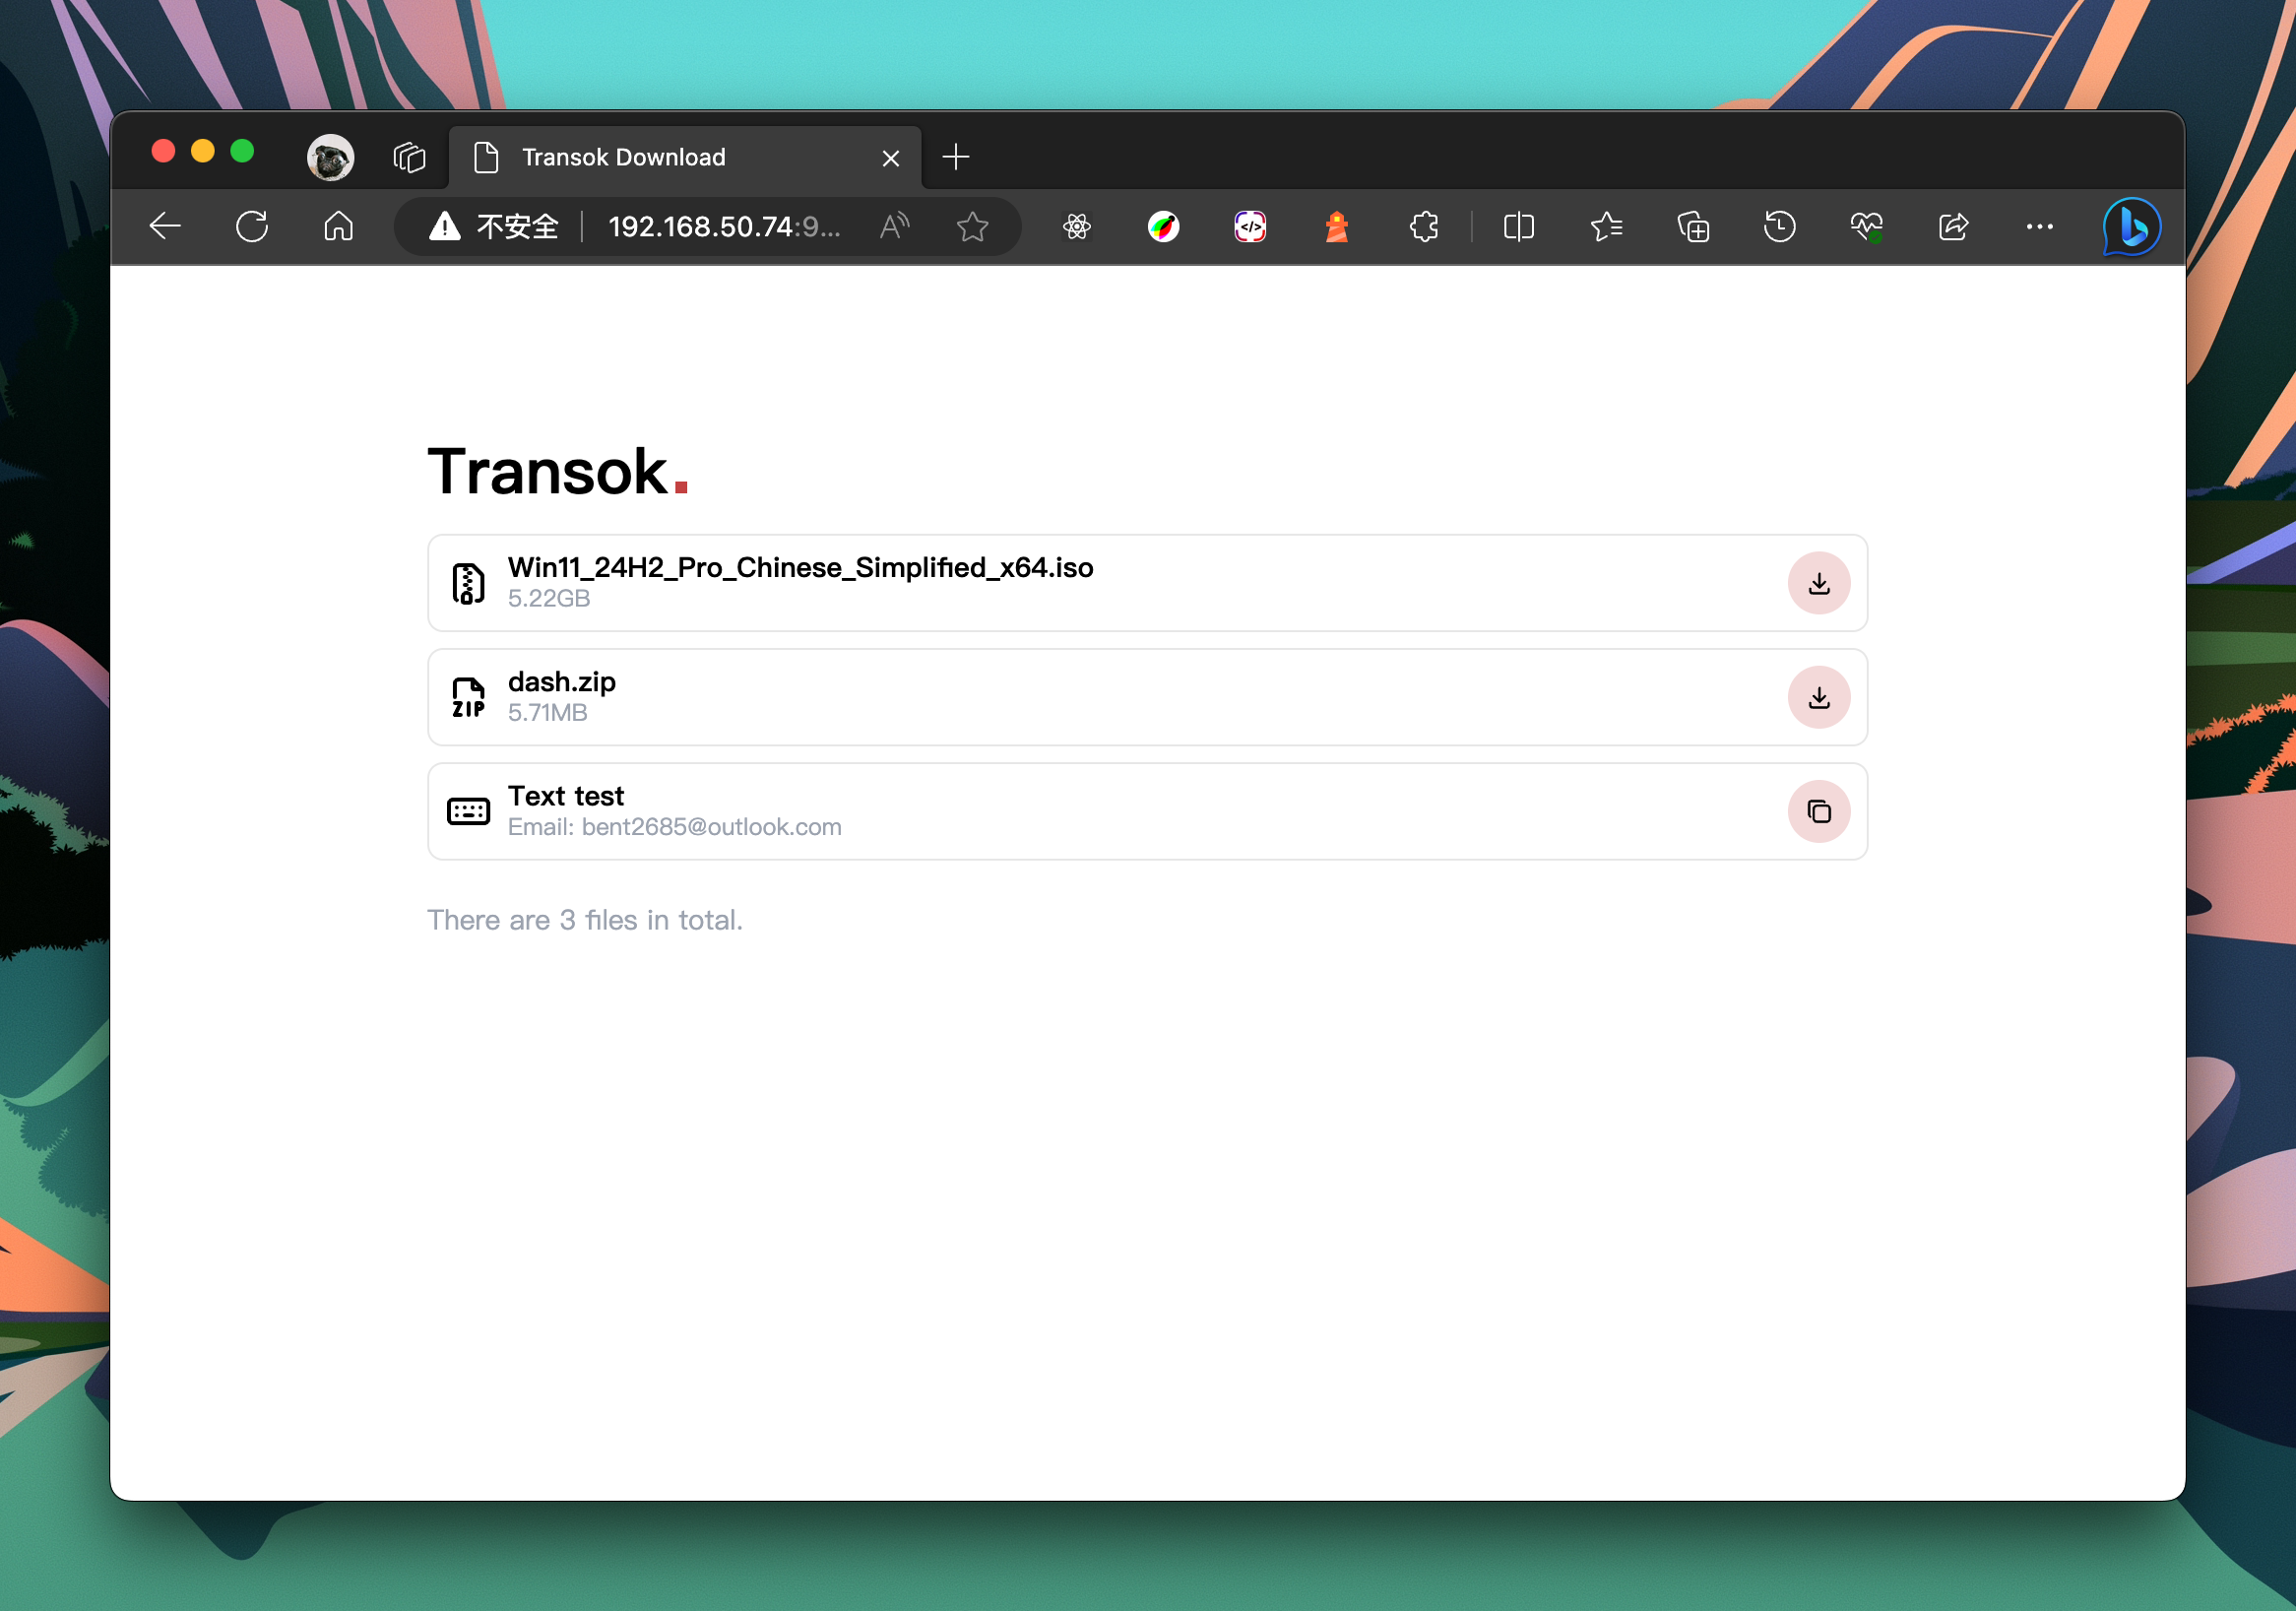 Transok Download
不安全 192.168.50.74:9...
Transok.
Win11_24H2_Pro_Chinese_Simplified_x64.iso
5.22GB
ZIP
dash.zip
5.71MB
Text test
Email: bent2685@outlook.com
There are 3 files in total.